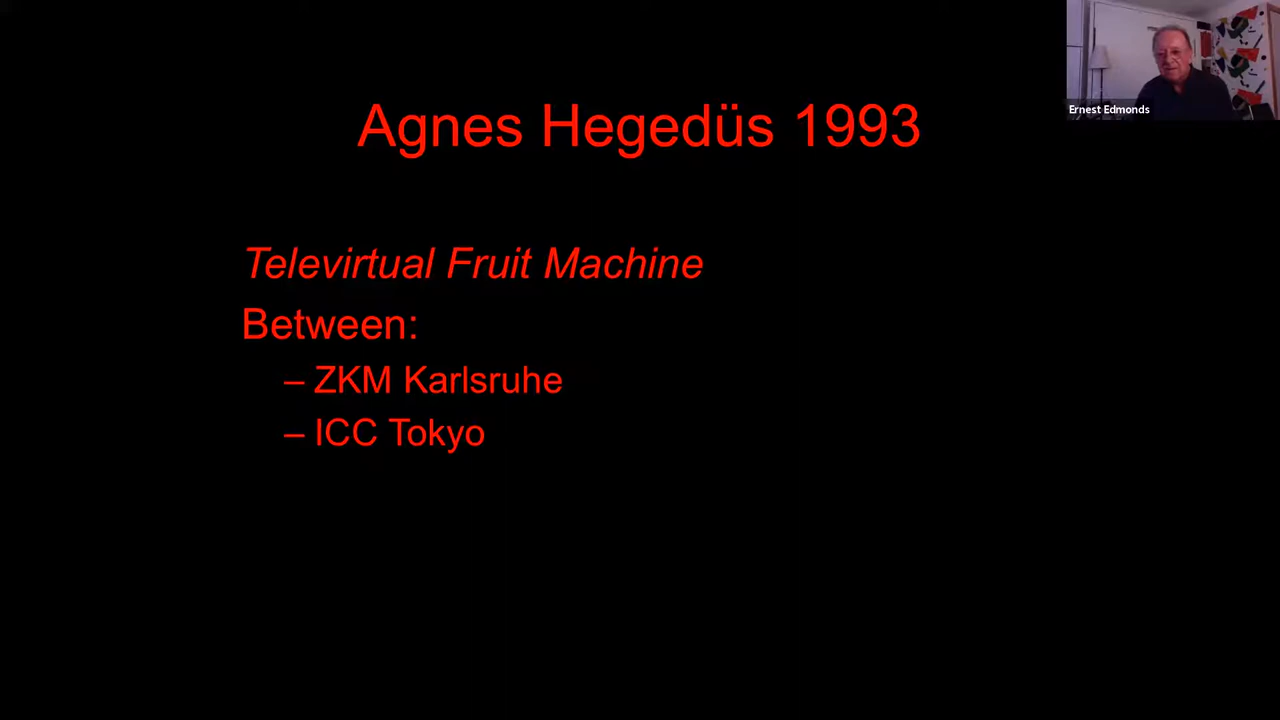 Agnes Hegedüs 1993
Ernest Edmonds
Televirtual Fruit Machine
Between:
– ZKM Karlsruhe
– ICC Tokyo